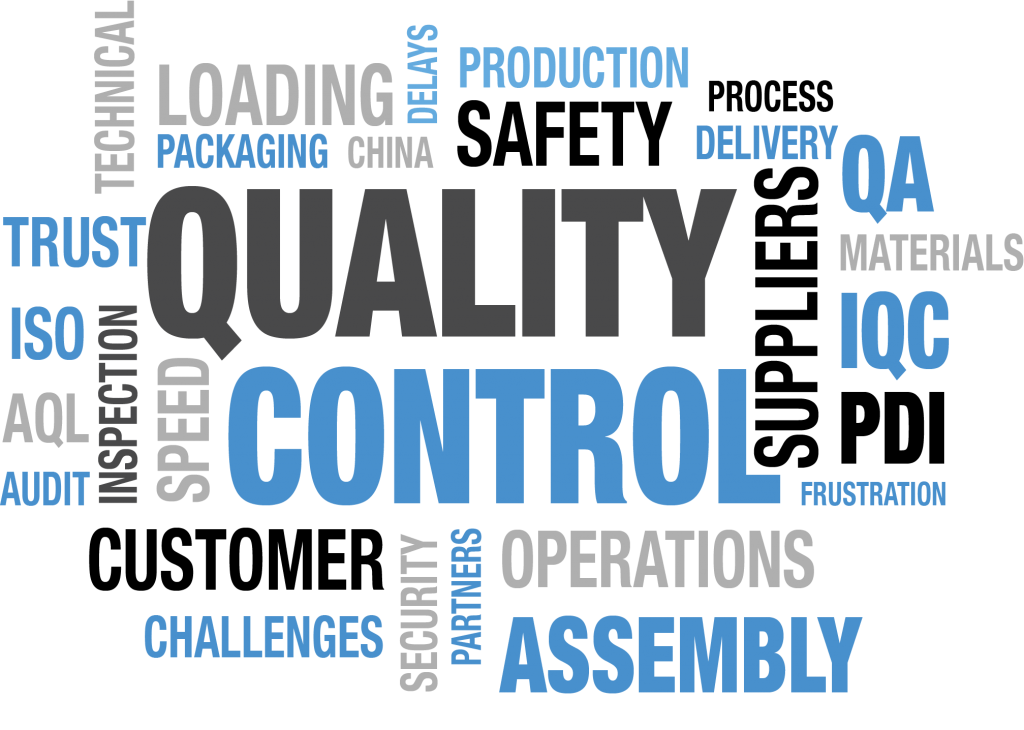 TECHNICAL
LOADING
DELAYS
PRODUCTION
PROCESS
SAFETY
PACKAGING
CHINA
DELIVERY
QA
SUPPLIERS
TRUST
QUALITY
MATERIALS
ISO
INSPECTION
IQC
SPEED
CONTROL
AQL
PDI
AUDIT
FRUSTRATION
CUSTOMER
SECURITY
PARTNERS
OPERATIONS
CHALLENGES
ASSEMBLY